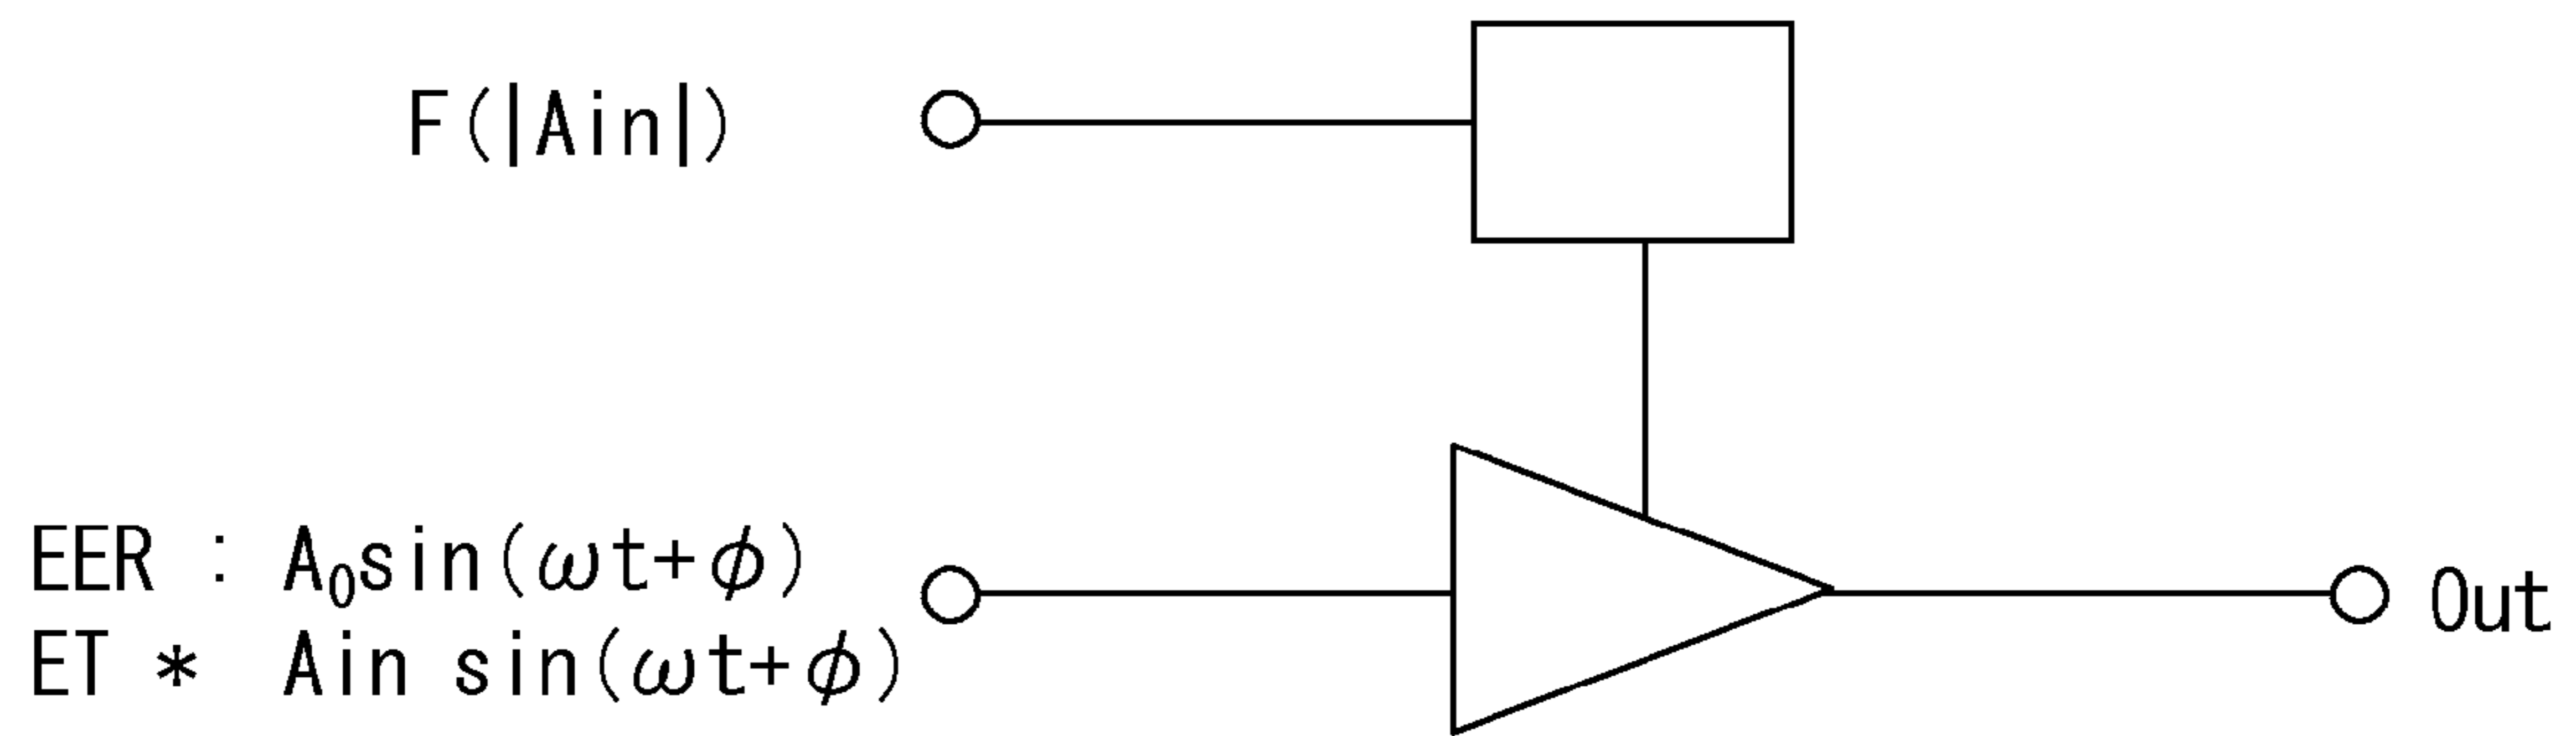 F(|Ain|)
EER : A₀sin(ωt+ϕ)
ET * Ain sin(ωt+ϕ)
Out